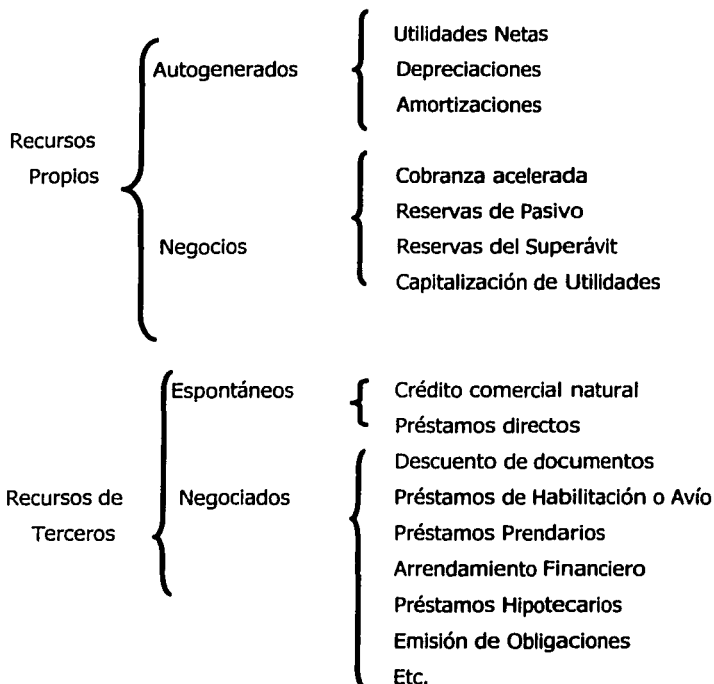 Recursos
Propios
Autogenerados
Utilidades Netas
Depreciaciones
Amortizaciones
Negocios
Cobranza acelerada
Reservas de Pasivo
Reservas del Superávit
Capitalización de Utilidades
Recursos de
Terceros
Espontáneos
Crédito comercial natural
Préstamos directos
Negociados
Descuento de documentos
Préstamos de Habilitación o Avío
Préstamos Prendarios
Arrendamiento Financiero
Préstamos Hipotecarios
Emisión de Obligaciones
Etc.